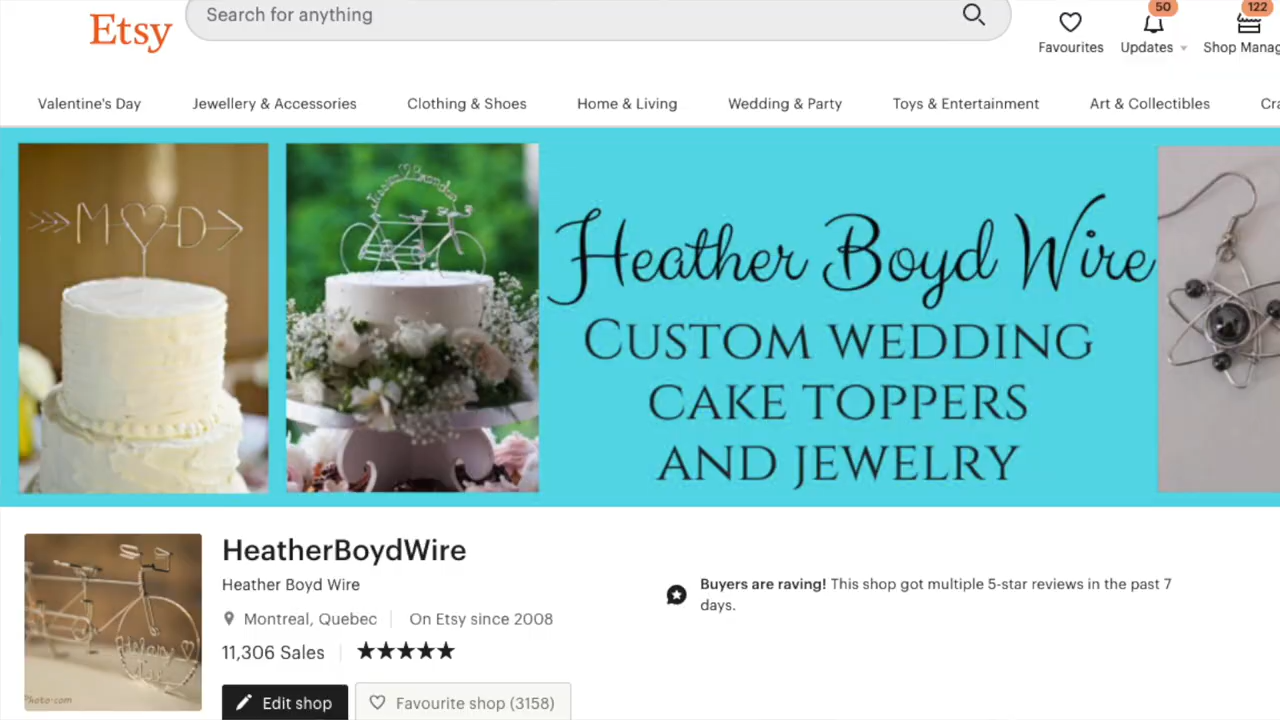 Etsy
Search for anything
50
122
Favourites
Updates
Shop Manag
Valentine's Day
Jewellery & Accessories
Clothing & Shoes
Home & Living
Wedding & Party
Toys & Entertainment
Art & Collectibles
Cra
M D
Jessica Brandon
Heather Boyd Wire
CUSTOM WEDDING
CAKE TOPPERS
AND JEWELRY
HeatherBoydWire
Heather Boyd Wire
Montreal, Quebec
On Etsy since 2008
11,306 Sales
Buyers are raving! This shop got multiple 5-star reviews in the past 7
days.
Edit shop
Favourite shop (3158)